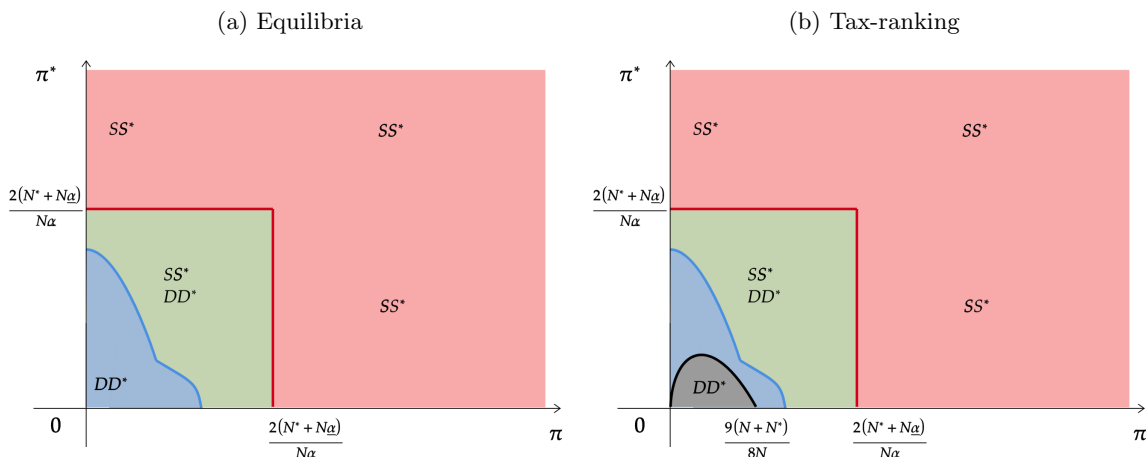 (a) Equilibria
π*
SS*
SS*
2(N* + Nα)
Nα
SS*
DD*
SS*
DD*
0
2(N* + Nα)
Nα
π
(b) Tax-ranking
π*
SS*
SS*
2(N* + Nα)
Nα
SS*
DD*
SS*
DD*
0
9(N + N*)
8N
2(N* + Nα)
Nα
π